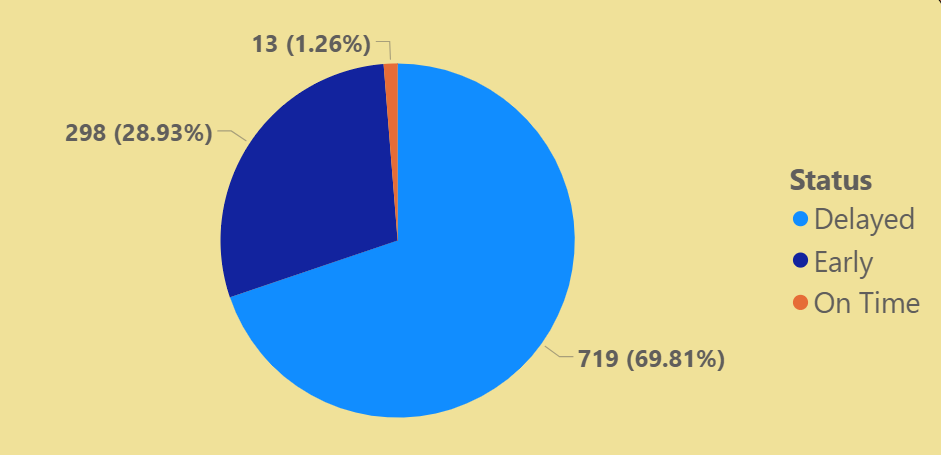 13 (1.26%)
298 (28.93%)
719 (69.81%)
Status
Delayed
Early
On Time